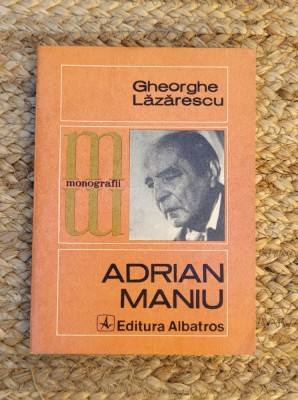 Gheorghe
Lăzărescu
m
monografii
m
ADRIAN
MANIU
A Editura Albatros